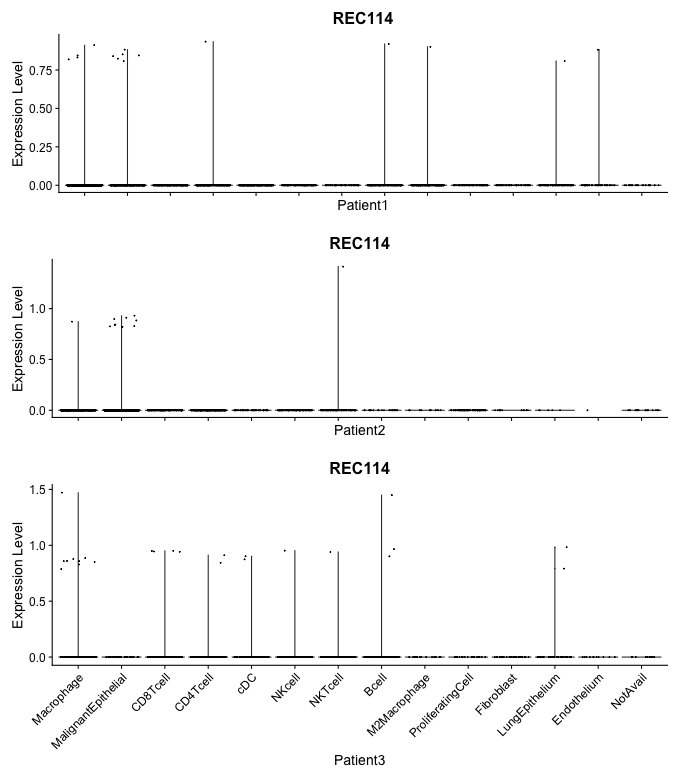 REC114
Expression Level
0.75
0.50
0.25
0.00
Patient1
REC114
Expression Level
1.0
0.5
0.0
Patient2
REC114
Expression Level
1.5
1.0
0.5
0.0
Macrophage
MalignantEpithelial
CD8Tcell
CD4Tcell
cDC
NKcell
NKTcell
Bcell
M2Macrophage
ProliferatingCell
Fibroblast
LungEpithelium
Endothelium
NotAvail
Patient3